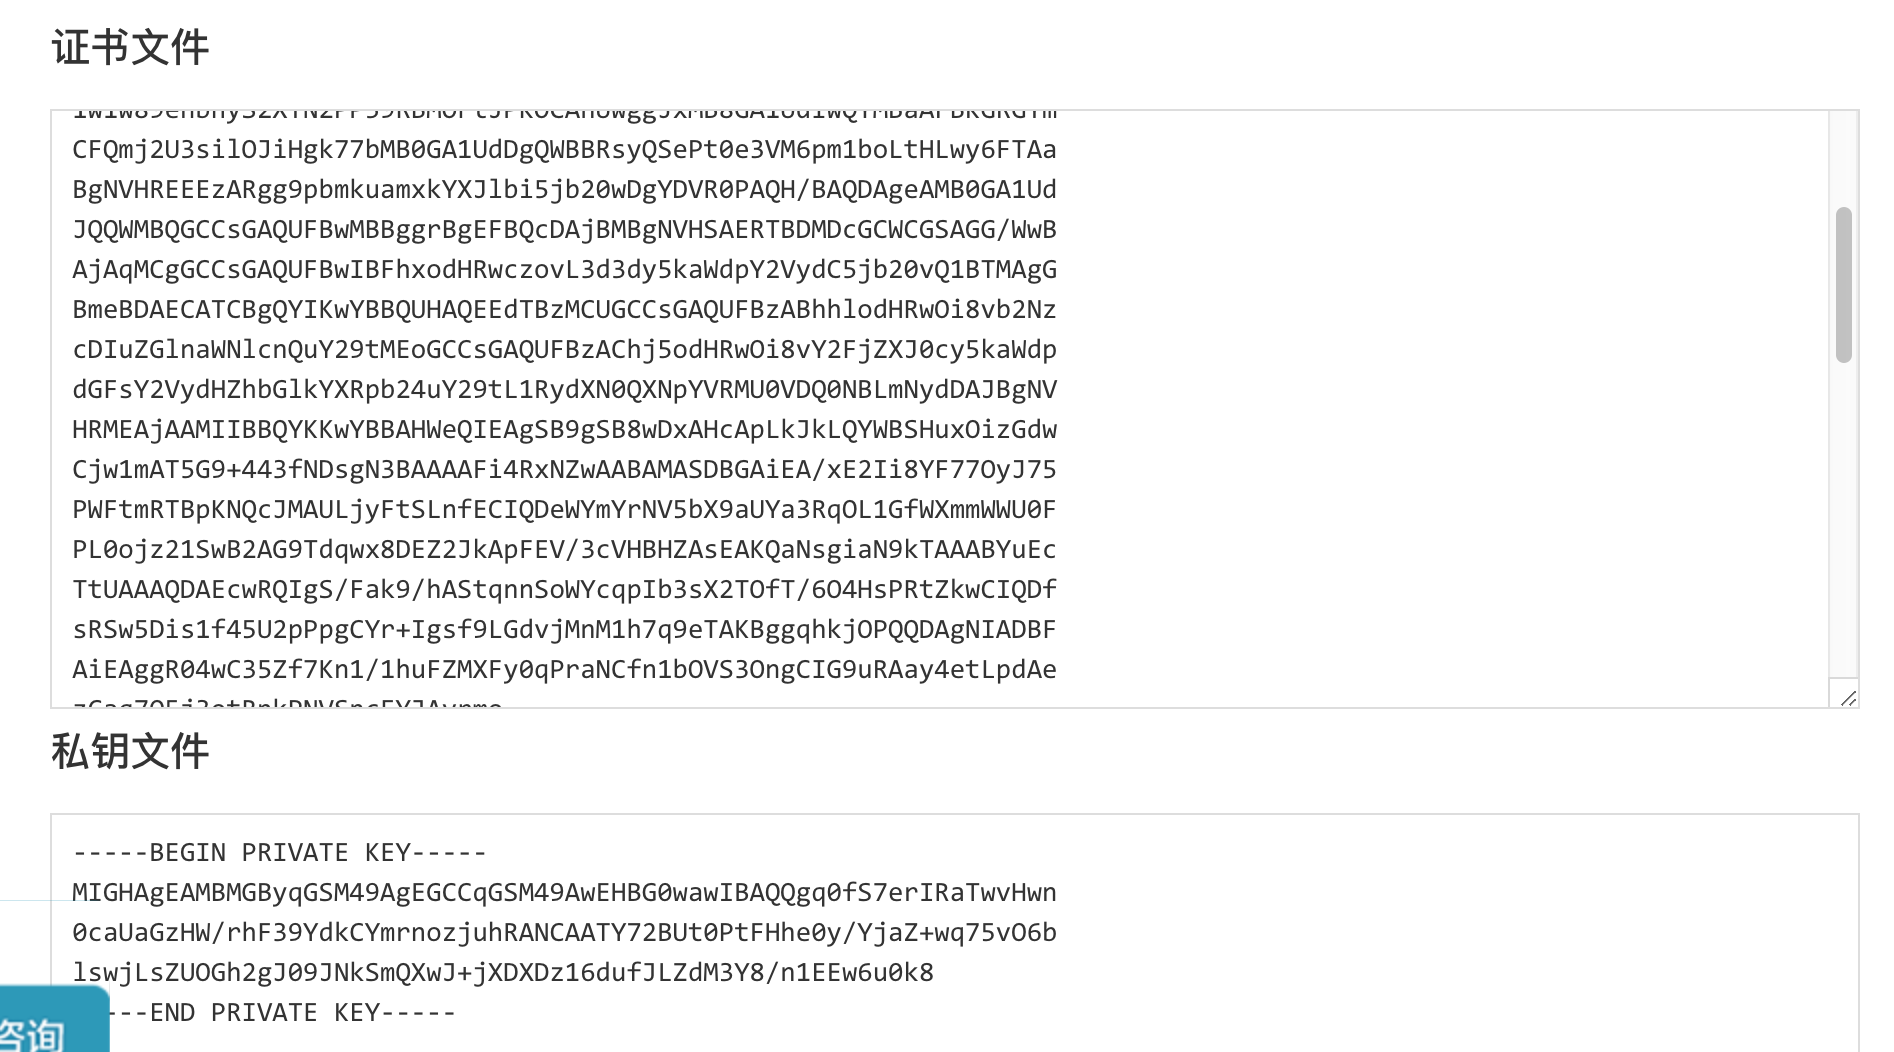 证书文件
CFQmj2U3silOJiHgk77bMB0GA1UdDgQWBBRsyQSePt0e3VM6pm1boLtHLwy6FTAa
BgNVHREEEzARgg9pbmkuamxkYXJlbi5jb20wDgYDVR0PAQH/BAQDAgeAMB0GA1Ud
JQQWMBQGCCsGAQUFBwMBBggrBgEFBQcDAjBMBgNVHSAERTBDMDcGCWCGSAGG/WwB
AjAqMCgGCCsGAQUFBwIBFhxodHRwczovL3d3dy5kaWdpY2VydC5jb20vQ1BTMAgG
BmeBDAECATCBgQYIKwYBBQUHAQEEdTBzMCUGCCsGAQUFBzABhhlodHRwOi8vb2Nz
cDIuZGlnaWNlcnQuY29tMEoGCCsGAQUFBzAChj5odHRwOi8vY2FjZXJ0cy5kaWdp
dGFsY2VydHZhbGlkYXRpb24uY29tL1RydXN0QXNpYVRMU0VDQ0NBLmNydDAJBgNV
HRMEAjAAMIIBBQYKKwYBBAHWeQIEAgSB9gSB8wDxAHcApLkJkLQYWBSHuxOizGdw
Cjw1mAT5G9+443fNDsgN3BAAAAFi4RxNZwAABAMASDBGAiEA/xE2Ii8YF77OyJ75
PWFtmRTBpKNQcJMAULjyFtSLnfECIQDeWYmYrNV5bX9aUYa3RqOL1GfWXmmWWU0F
PL0ojz21SwB2AG9Tdqwx8DEZ2JkApFEV/3cVHBHZAsEAKQaNsgiaN9kTAAABYuEc
TtUAAAQDAEcwRQIgS/Fak9/hAStqnnSoWYcqpIb3sX2TOfT/6O4HsPRtZkwCIQDf
sRSw5Dis1f45U2pPpgCYr+Igsf9LGdvjMnM1h7q9eTAKBggqhkjOPQQDAgNIADBF
AiEAggR04wC35Zf7Kn1/1huFZMXFy0qPraNCfn1bOVS3OngCIG9uRAay4etLpdAe
私钥文件
-----BEGIN PRIVATE KEY-----
MIGHAgEAMBMGByqGSM49AgEGCCqGSM49AwEHBG0wawIBAQQgq0fS7erIRaTwvHwn
0caUaGzHW/rhF39YdkCYmrnozjuhRANCAATY72BUt0PtFHhe0y/YjaZ+wq75vO6b
lswjLsZUOGh2gJ09JNkSmQXwJ+jXDXDz16dufJLZdM3Y8/n1EEw6u0k8
---END PRIVATE KEY-----
咨询